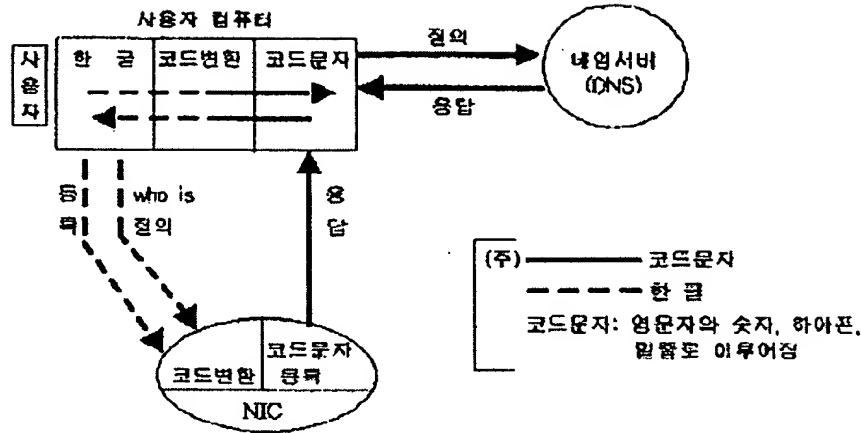 사용자 컴퓨터
사용자
한글
코드변환
코드문자
질의
응답
네임서버
(DNS)
등록
who is
질의
응답
코드변환
코드문자
등록
NIC
(주) 코드문자
한글
코드문자: 영문자와 숫자, 하이픈,
밑줄로 이루어짐